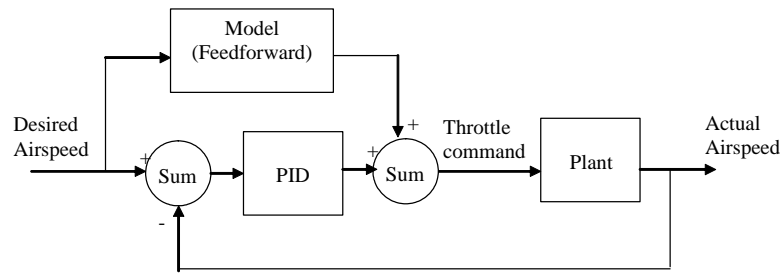 Model
(Feedforward)
Desired
Airspeed
+
Sum
-
PID
+
+
Sum
Throttle
command
Plant
Actual
Airspeed